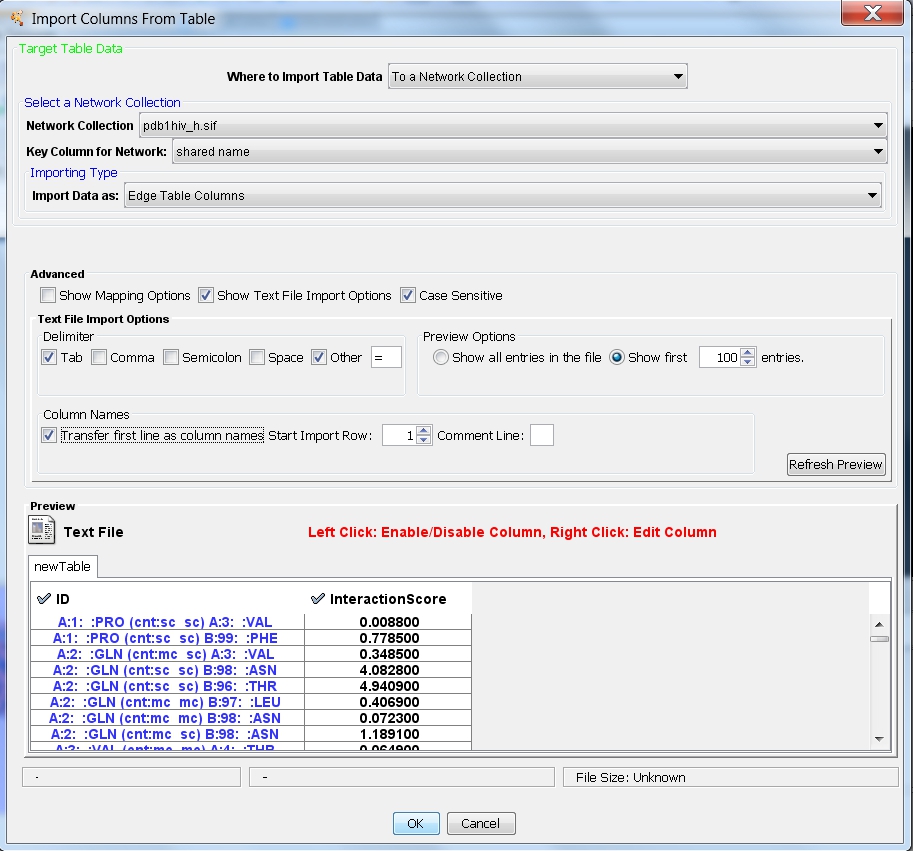 Import Columns From Table
Target Table Data
Where to Import Table Data To a Network Collection
Select a Network Collection
Network Collection pdb1hiv_h.sif
Key Column for Network: shared name
Importing Type
Import Data as: Edge Table Columns
Advanced
Show Mapping Options Show Text File Import Options Case Sensitive
Text File Import Options
Delimiter Preview Options
Tab Comma Semicolon Space Other = Show all entries in the file Show first 100 entries.
Column Names
Transfer first line as column names Start Import Row: 1 Comment Line:
Refresh Preview
Preview
Text File Left Click: Enable/Disable Column, Right Click: Edit Column
newTable
ID InteractionScore
A:1: :PRO (cnt:sc sc) A:3: :VAL 0.008800
A:1: :PRO (cnt:sc sc) B:99: :PHE 0.778500
A:2: :GLN (cnt:mc sc) A:3: :VAL 0.348500
A:2: :GLN (cnt:sc sc) B:98: :ASN 4.082800
A:2: :GLN (cnt:sc sc) B:96: :THR 4.940900
A:2: :GLN (cnt:mc mc) B:97: :LEU 0.406900
A:2: :GLN (cnt:mc mc) B:98: :ASN 0.072300
A:2: :GLN (cnt:mc sc) B:98: :ASN 1.189100
A:3: :VAL (cnt:mc mc) A:4: :THR 0.064900
- - File Size: Unknown
OK Cancel